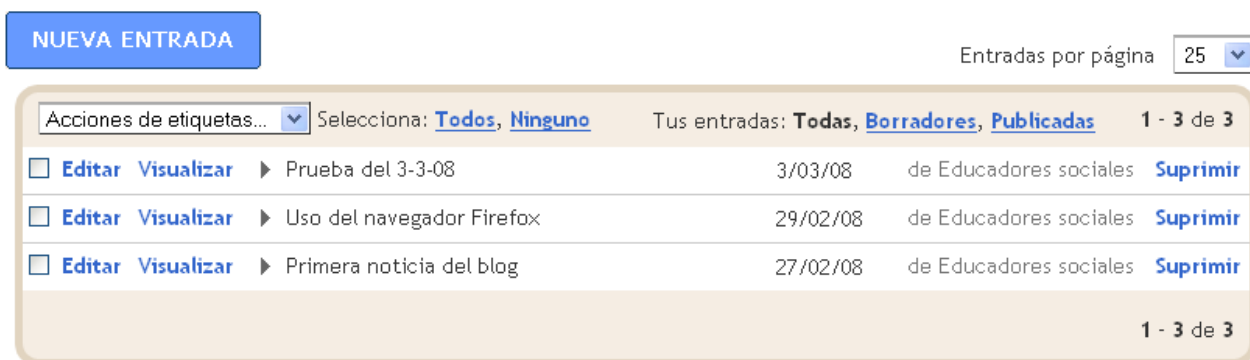 NUEVA ENTRADA
Entradas por página 25
Acciones de etiquetas... Selecciona: Todos, Ninguno Tus entradas: Todas, Borradores, Publicadas 1 - 3 de 3
Editar Visualizar Prueba del 3-3-08 3/03/08 de Educadores sociales Suprimir
Editar Visualizar Uso del navegador Firefox 29/02/08 de Educadores sociales Suprimir
Editar Visualizar Primera noticia del blog 27/02/08 de Educadores sociales Suprimir
1 - 3 de 3